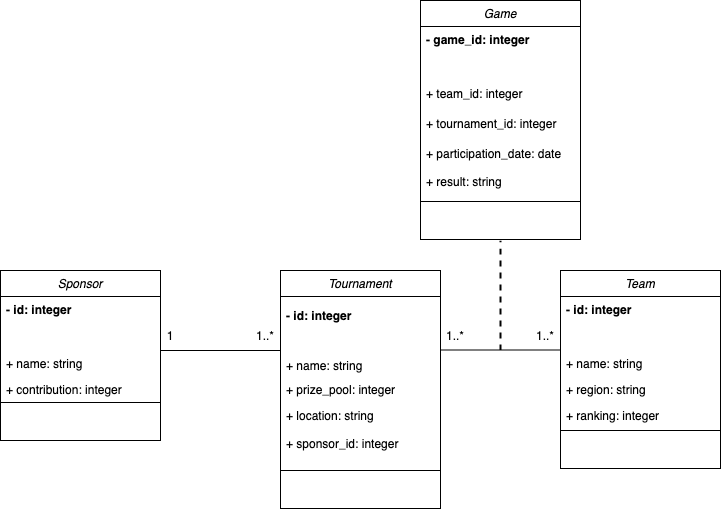 Game
- game_id: integer
+ team_id: integer
+ tournament_id: integer
+ participation_date: date
+ result: string
Sponsor
- id: integer
+ name: string
+ contribution: integer
1
1..*
Tournament
- id: integer
+ name: string
+ prize_pool: integer
+ location: string
+ sponsor_id: integer
1..*
1..*
Team
- id: integer
+ name: string
+ region: string
+ ranking: integer